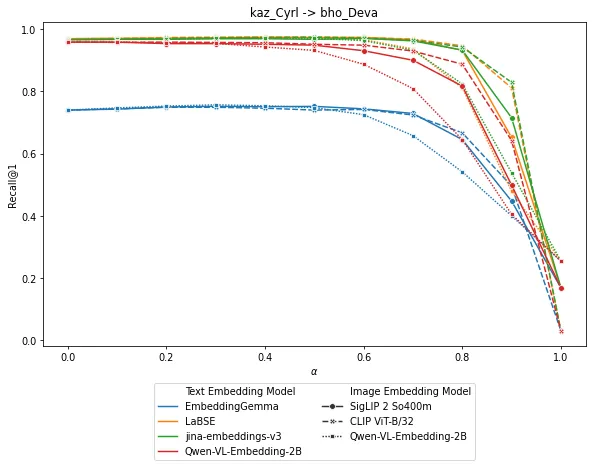 kaz_Cyrl -> bho_Deva
1.0
0.8
0.6
0.4
0.2
0.0
Recall@1
0.0 0.2 0.4 0.6 0.8 1.0
α
Text Embedding Model Image Embedding Model
EmbeddingGemma SigLIP 2 So400m
LaBSE CLIP ViT-B/32
jina-embeddings-v3 Qwen-VL-Embedding-2B
Qwen-VL-Embedding-2B